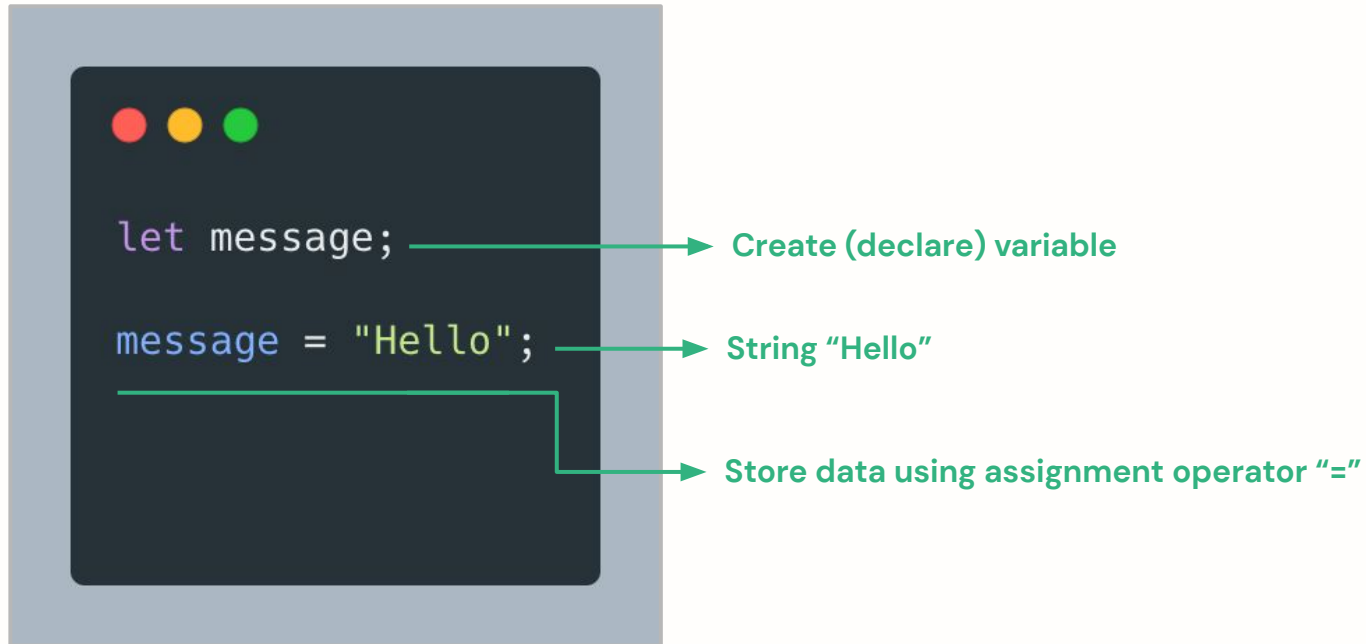 let message;
Create (declare) variable
message = "Hello";
String “Hello”
Store data using assignment operator “=”